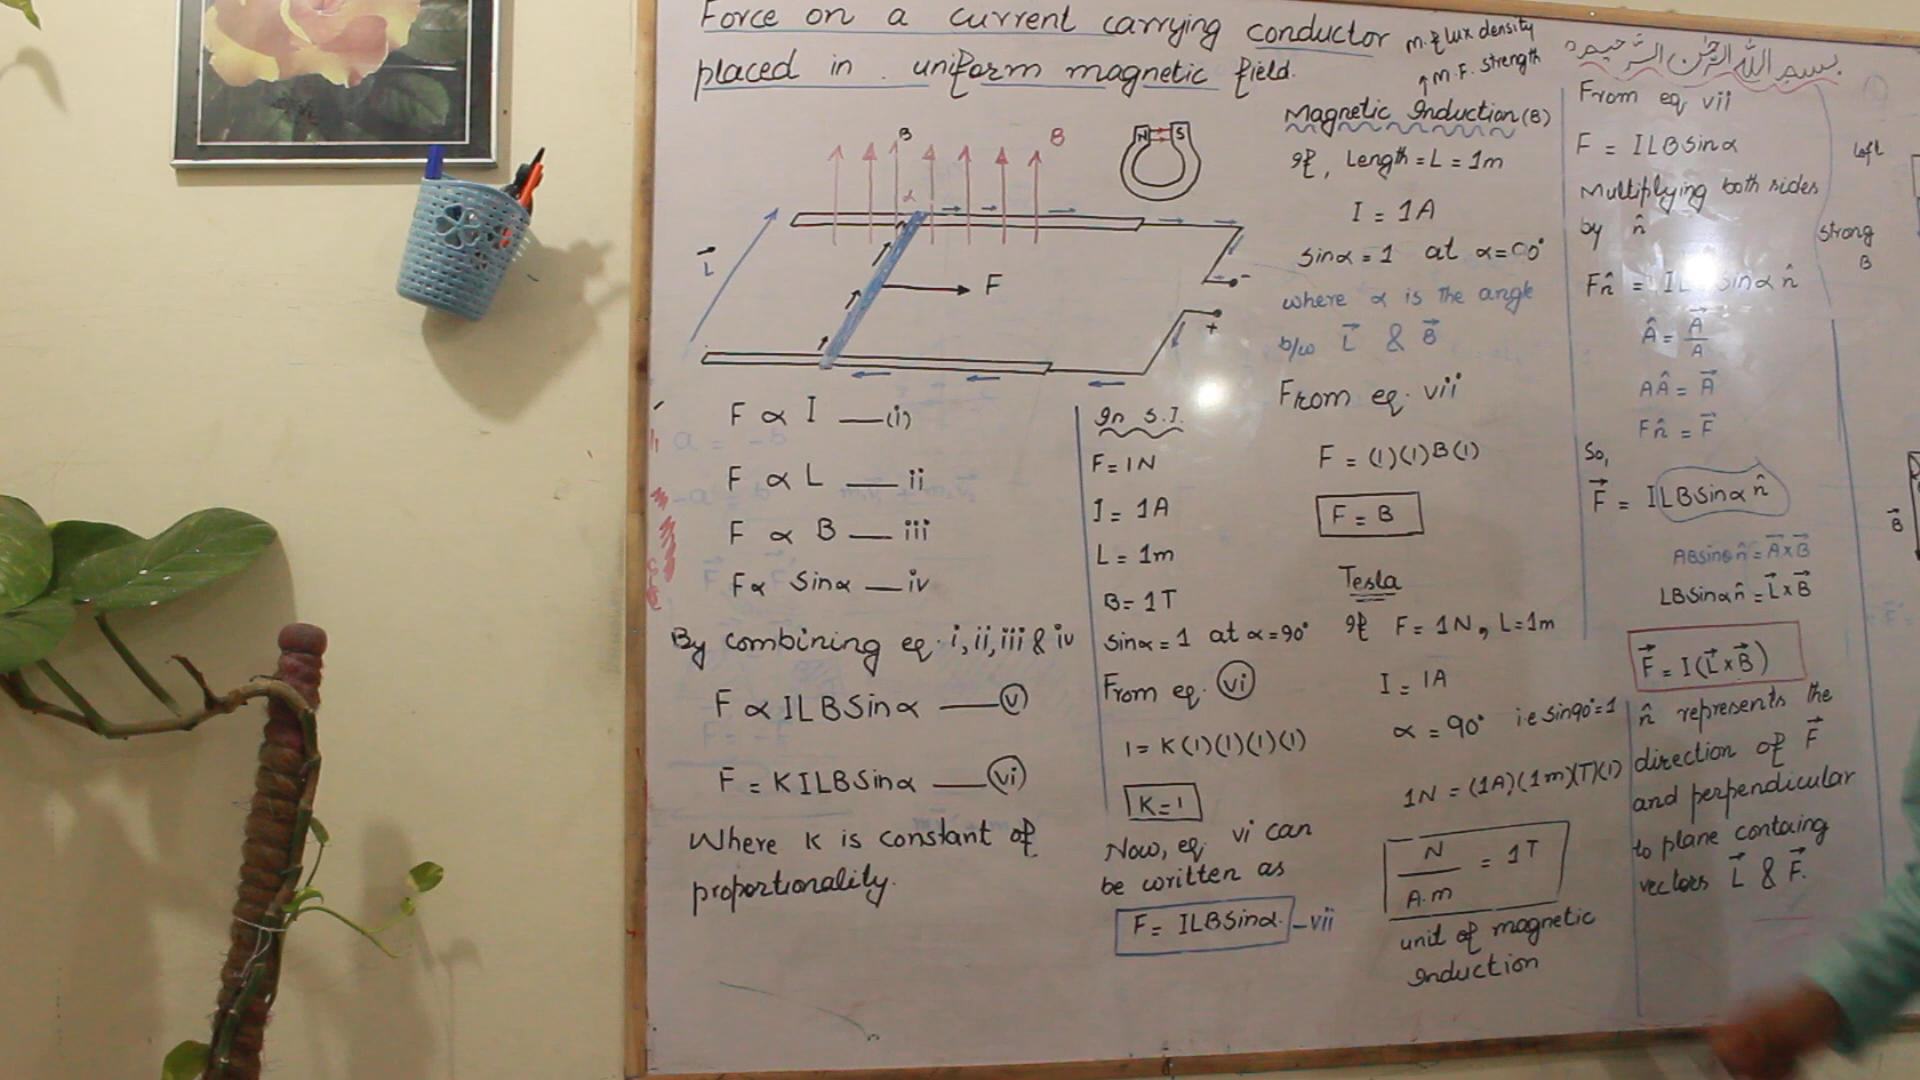 Force on a current carrying conductor
placed in uniform magnetic field.
B
B
α
N S
L
F
-
+
F ∝ I —(i)
F ∝ L — ii
F ∝ B — iii
F ∝ Sinα — iv
By combining eq. i, ii, iii & iv
F ∝ ILBSinα — (v)
F = KILBSinα — (vi)
Where K is constant of
proportionality.
In S.I.
F = 1N
I = 1A
L = 1m
B = 1T
Sinα = 1 at α = 90°
From eq. (vi)
1 = K(1)(1)(1)(1)
K = 1
Now, eq vi can
be written as
F = ILBSinα. — vii
m. flux density
↑ M.F. Strength
Magnetic Induction (B)
If, Length = L = 1m
I = 1A
Sinα = 1 at α =
where α is the angle
b/w L⃗ & B⃗
From eq. vii
F = (1)(1)B(1)
F = B
Tesla
If F = 1N, L = 1m
I = 1A
α = 90° i.e sin90° = 1
1N = (1A)(1m)(T)(1)
N/A.m = 1T
unit of magnetic
Induction
بسم اللہ الرحمٰن الرحیم
From eq vii
F = ILBSinα
Multiplying both sides
by n̂
Fn̂ = IL sinα n̂
Â = A⃗/A
AÂ = A⃗
Fn̂ = F⃗
So,
F⃗ = ILBSinα n̂
ABsinθ n̂ = A⃗×B⃗
LBSinα n̂ = L⃗×B⃗
F⃗ = I(L⃗×B⃗)
n̂ represents the
direction of F⃗
and perpendicular
to plane containg
vectors L⃗ & F⃗.
Strong
B
B⃗